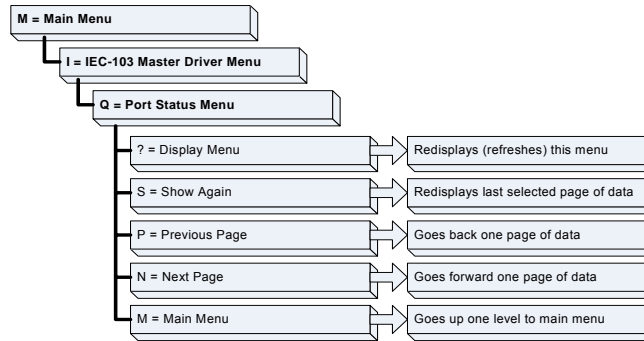 M = Main Menu
I = IEC-103 Master Driver Menu
Q = Port Status Menu
? = Display Menu
Redisplays (refreshes) this menu
S = Show Again
Redisplays last selected page of data
P = Previous Page
Goes back one page of data
N = Next Page
Goes forward one page of data
M = Main Menu
Goes up one level to main menu